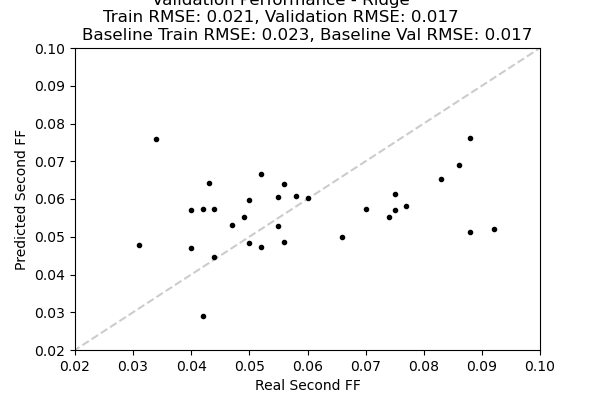 Validation Performance - Ridge
Train RMSE: 0.021, Validation RMSE: 0.017
Baseline Train RMSE: 0.023, Baseline Val RMSE: 0.017
0.10
0.09
0.08
0.07
0.06
0.05
0.04
0.03
0.02
Predicted Second FF
0.02 0.03 0.04 0.05 0.06 0.07 0.08 0.09 0.10
Real Second FF